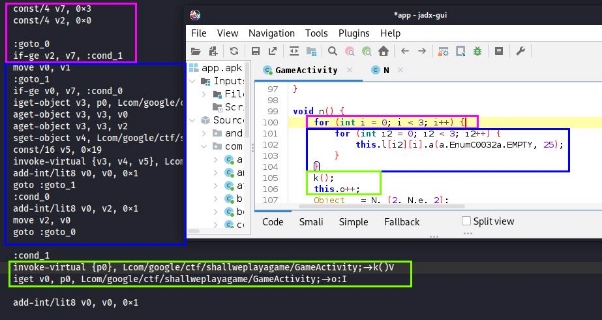 const/4 v7, 0×3
const/4 v2, 0×0
:goto_0
if-ge v2, v7, :cond_1
move v0, v1
:goto_1
if-ge v0, v7, :cond_0
iget-object v3, p0, Lcom/google/c
aget-object v3, v3, v0
aget-object v3, v3, v2
sget-object v4, Lcom/google/ctf/s
const/16 v5, 0×19
invoke-virtual {v3, v4, v5}, Lcom
add-int/lit8 v0, v0, 0×1
goto :goto_1
:cond_0
add-int/lit8 v0, v2, 0×1
move v2, v0
goto :goto_0
:cond_1
invoke-virtual {p0}, Lcom/google/ctf/shallweplayagame/GameActivity;→k()V
iget v0, p0, Lcom/google/ctf/shallweplayagame/GameActivity;→o:I
add-int/lit8 v0, v0, 0×1
*app - jadx-gui
File View Navigation Tools Plugins Help
app.apk
Inputs
File
Scr
Source
and
com
a
a
b
b
c
GameActivity
N
97 }
98
99 void n() {
100 for (int i = 0; i < 3; i++) {
101 for (int i2 = 0; i2 < 3; i2++) {
102 this.l[i2][i].a(a.EnumC0032a.EMPTY, 25);
103 }
104 }
105 k();
106 this.o++;
107 Object = N. (2, N.e, 2);
Code Smali Simple Fallback Split view